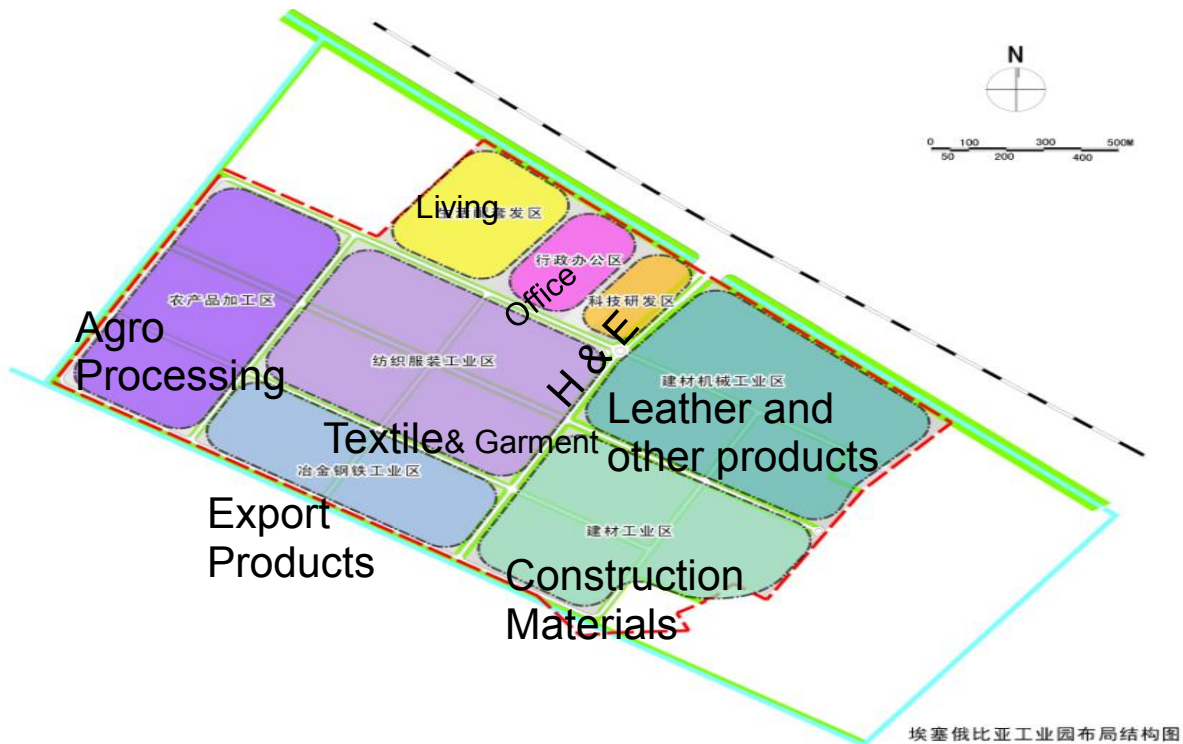 N
0 100 300 500M
50 200 400
Living
生活配套发区
行政办公区
Office
科技研发区
H & E
农产品加工区
Agro
Processing
纺织服装工业区
Textile& Garment
建材机械工业区
Leather and
other products
冶金钢铁工业区
Export
Products
建材工业区
Construction
Materials
埃塞俄比亚工业园布局结构图